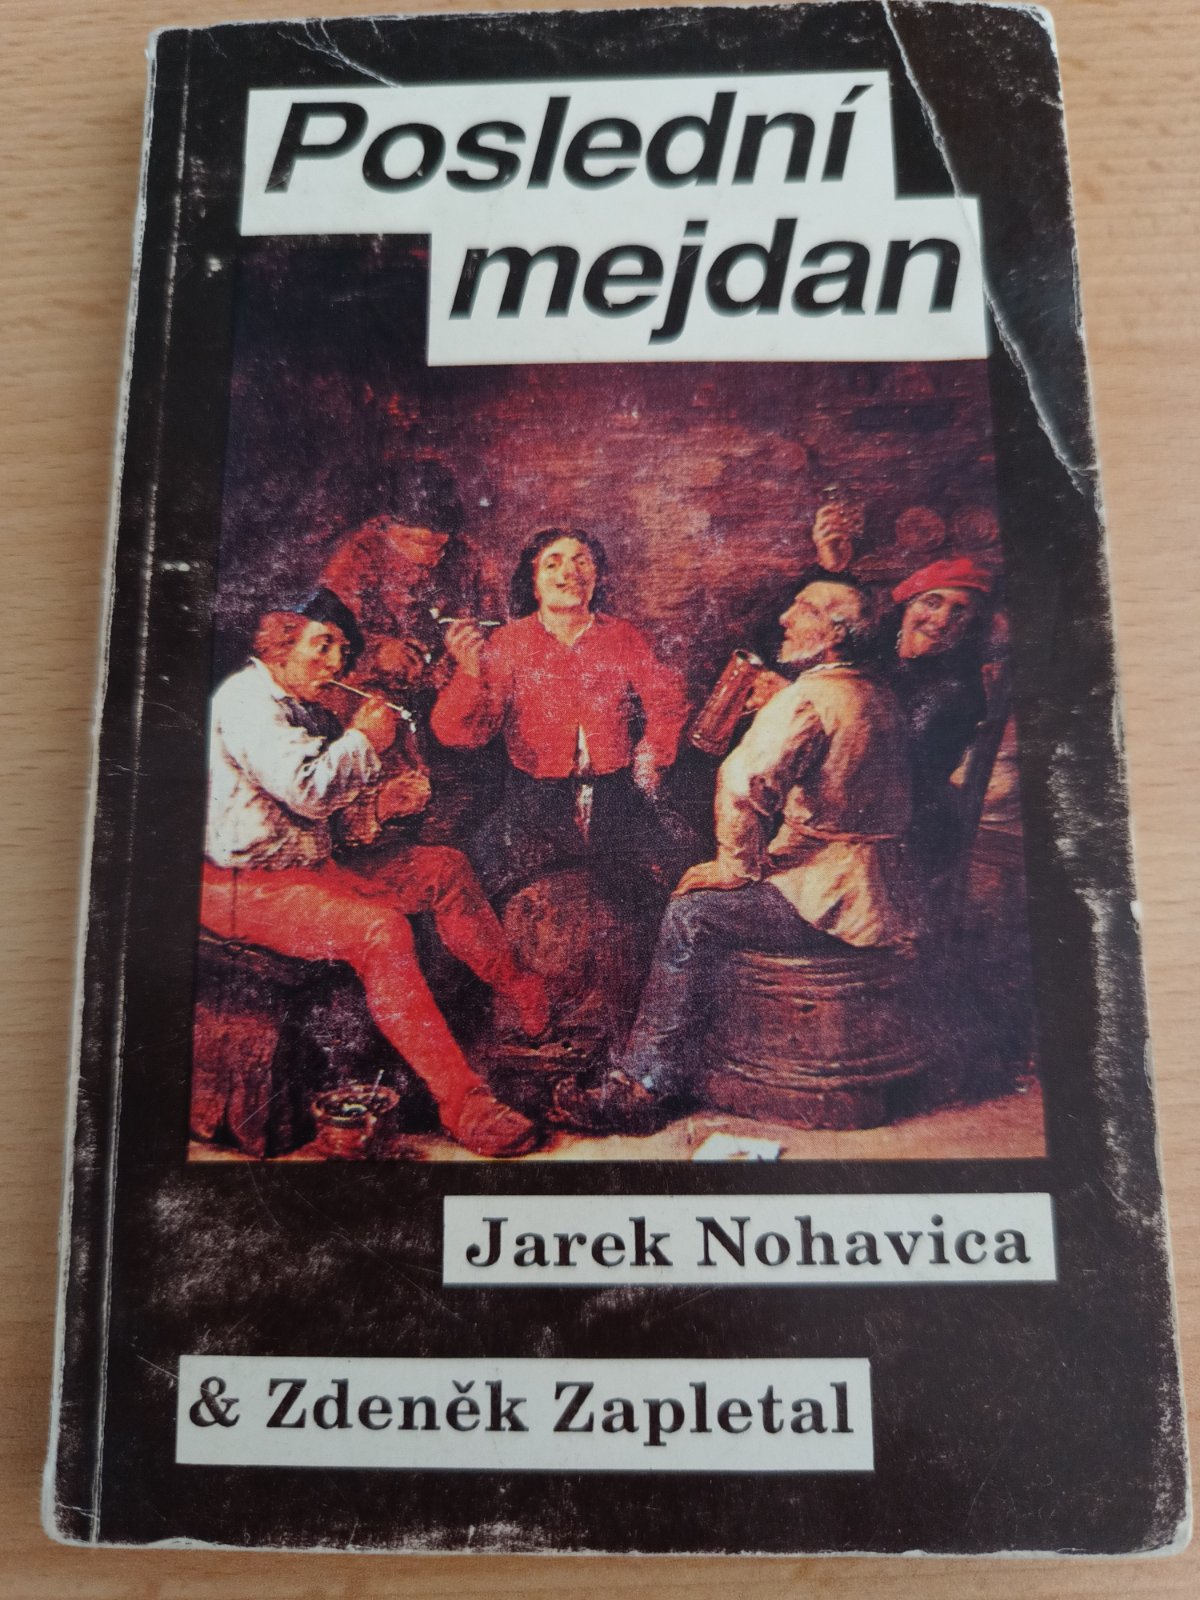 Poslední
mejdan
Jarek Nohavica
& Zdeněk Zapletal